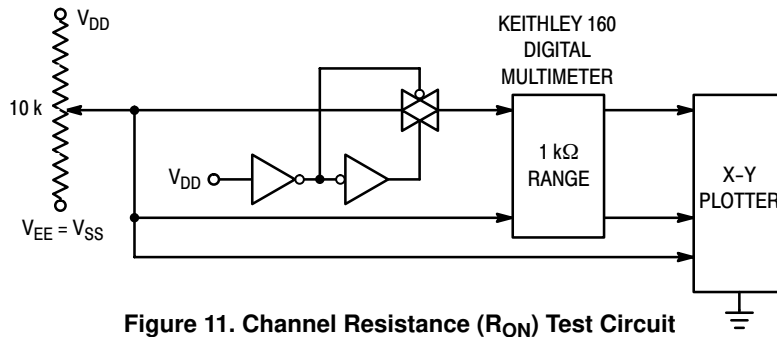 V_DD
10 k
V_EE = V_SS
V_DD
KEITHLEY 160
DIGITAL
MULTIMETER
1 kΩ
RANGE
X-Y
PLOTTER
Figure 11. Channel Resistance (R_ON) Test Circuit